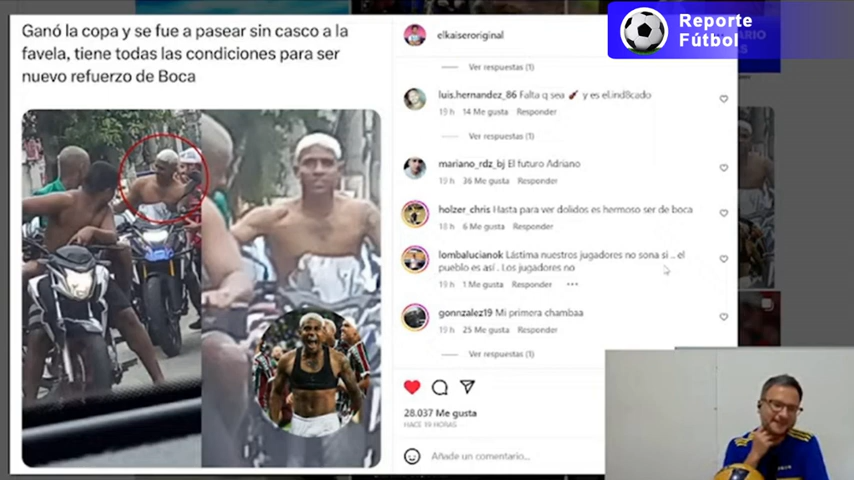 Ganó la copa y se fue a pasear sin casco a la
favela, tiene todas las condiciones para ser
nuevo refuerzo de Boca
Reporte
Fútbol
elkaiseroriginal
Ver respuestas (1)
luis.hernandez_86 Falta q sea 🧨 y es el.ind8cado
19 h 14 Me gusta Responder
Ver respuestas (1)
mariano_rdz_bj El futuro Adriano
19 h 36 Me gusta Responder
holzer_chris Hasta para ver dolidos es hermoso ser de boca
18 h 6 Me gusta Responder
lombalucianok Lástima nuestros jugadores no sona si .. el
pueblo es así . Los jugadores no
19 h 1 Me gusta Responder •••
gonnzalez19 Mi primera chambaa
19 h 25 Me gusta Responder
Ver respuestas (1)
28.037 Me gusta
HACE 19 HORAS
Añade un comentario...